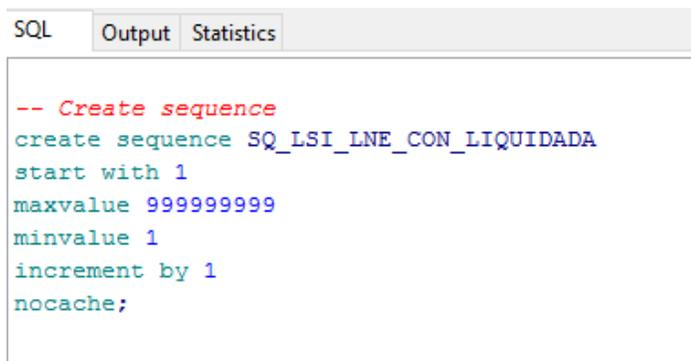 SQL Output Statistics
-- Create sequence
create sequence SQ_LSI_LNE_CON_LIQUIDADA
start with 1
maxvalue 999999999
minvalue 1
increment by 1
nocache;